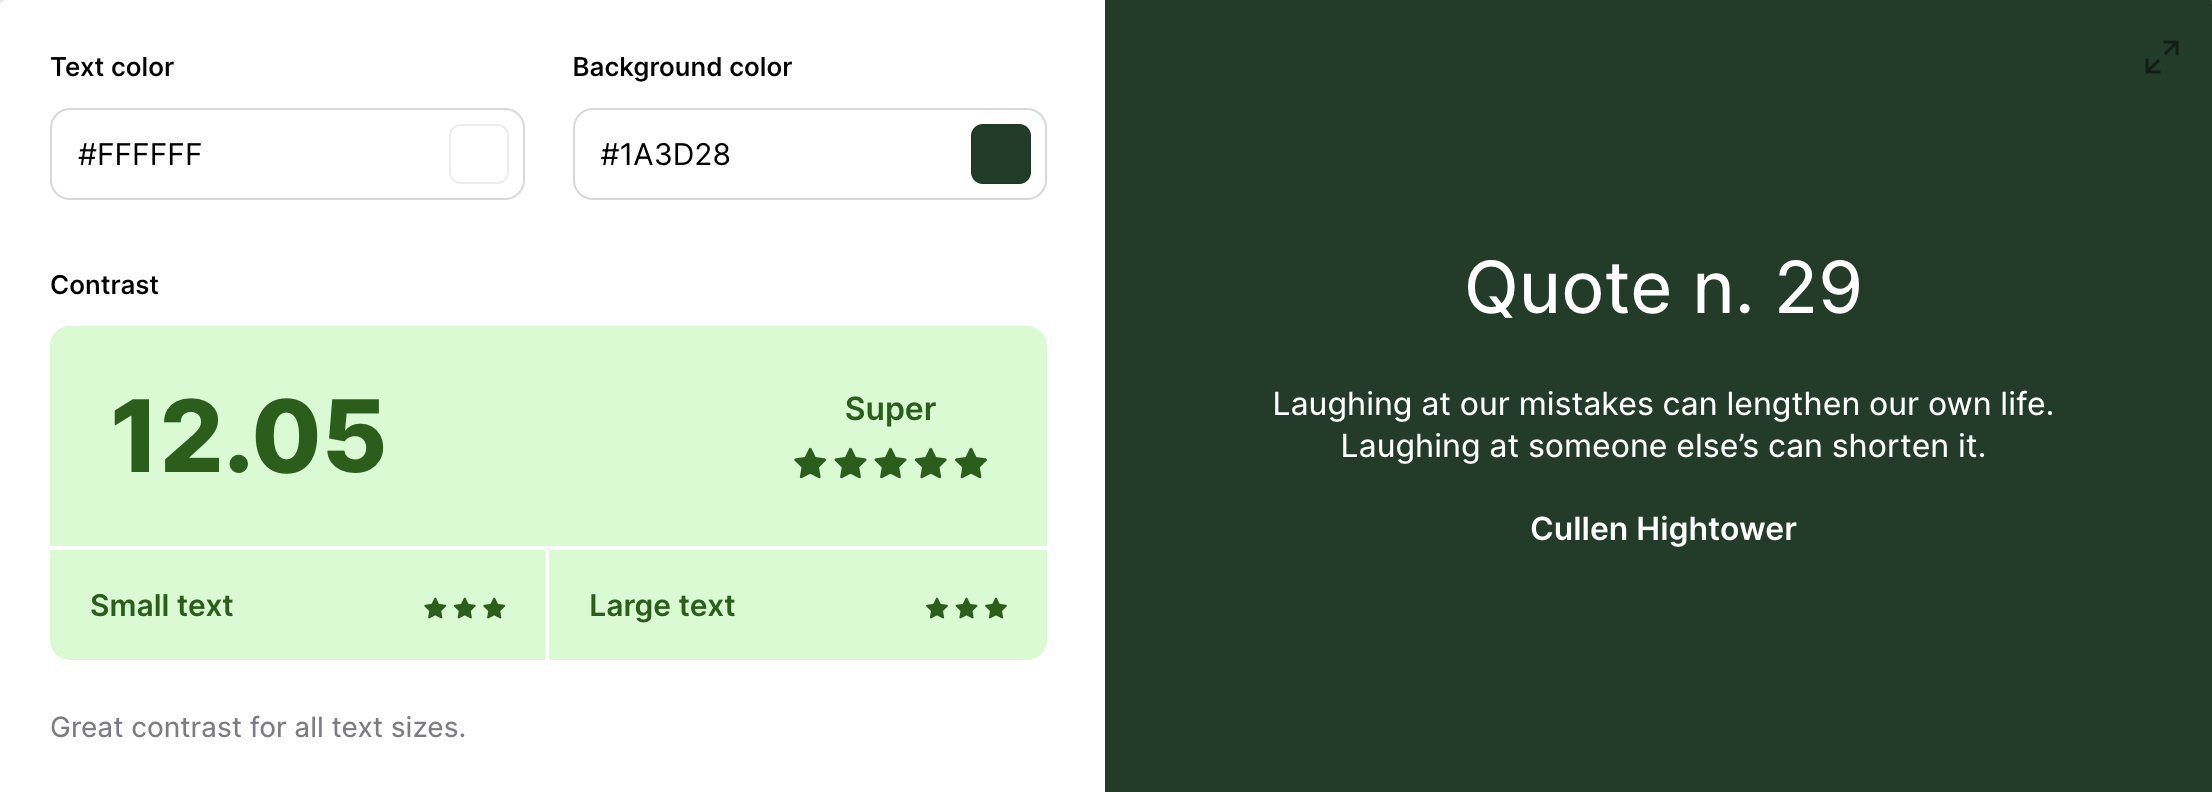 Text color
Background color
#FFFFFF
#1A3D28
Contrast
12.05
Super
Small text
Large text
Great contrast for all text sizes.
Quote n. 29
Laughing at our mistakes can lengthen our own life.
Laughing at someone else’s can shorten it.
Cullen Hightower